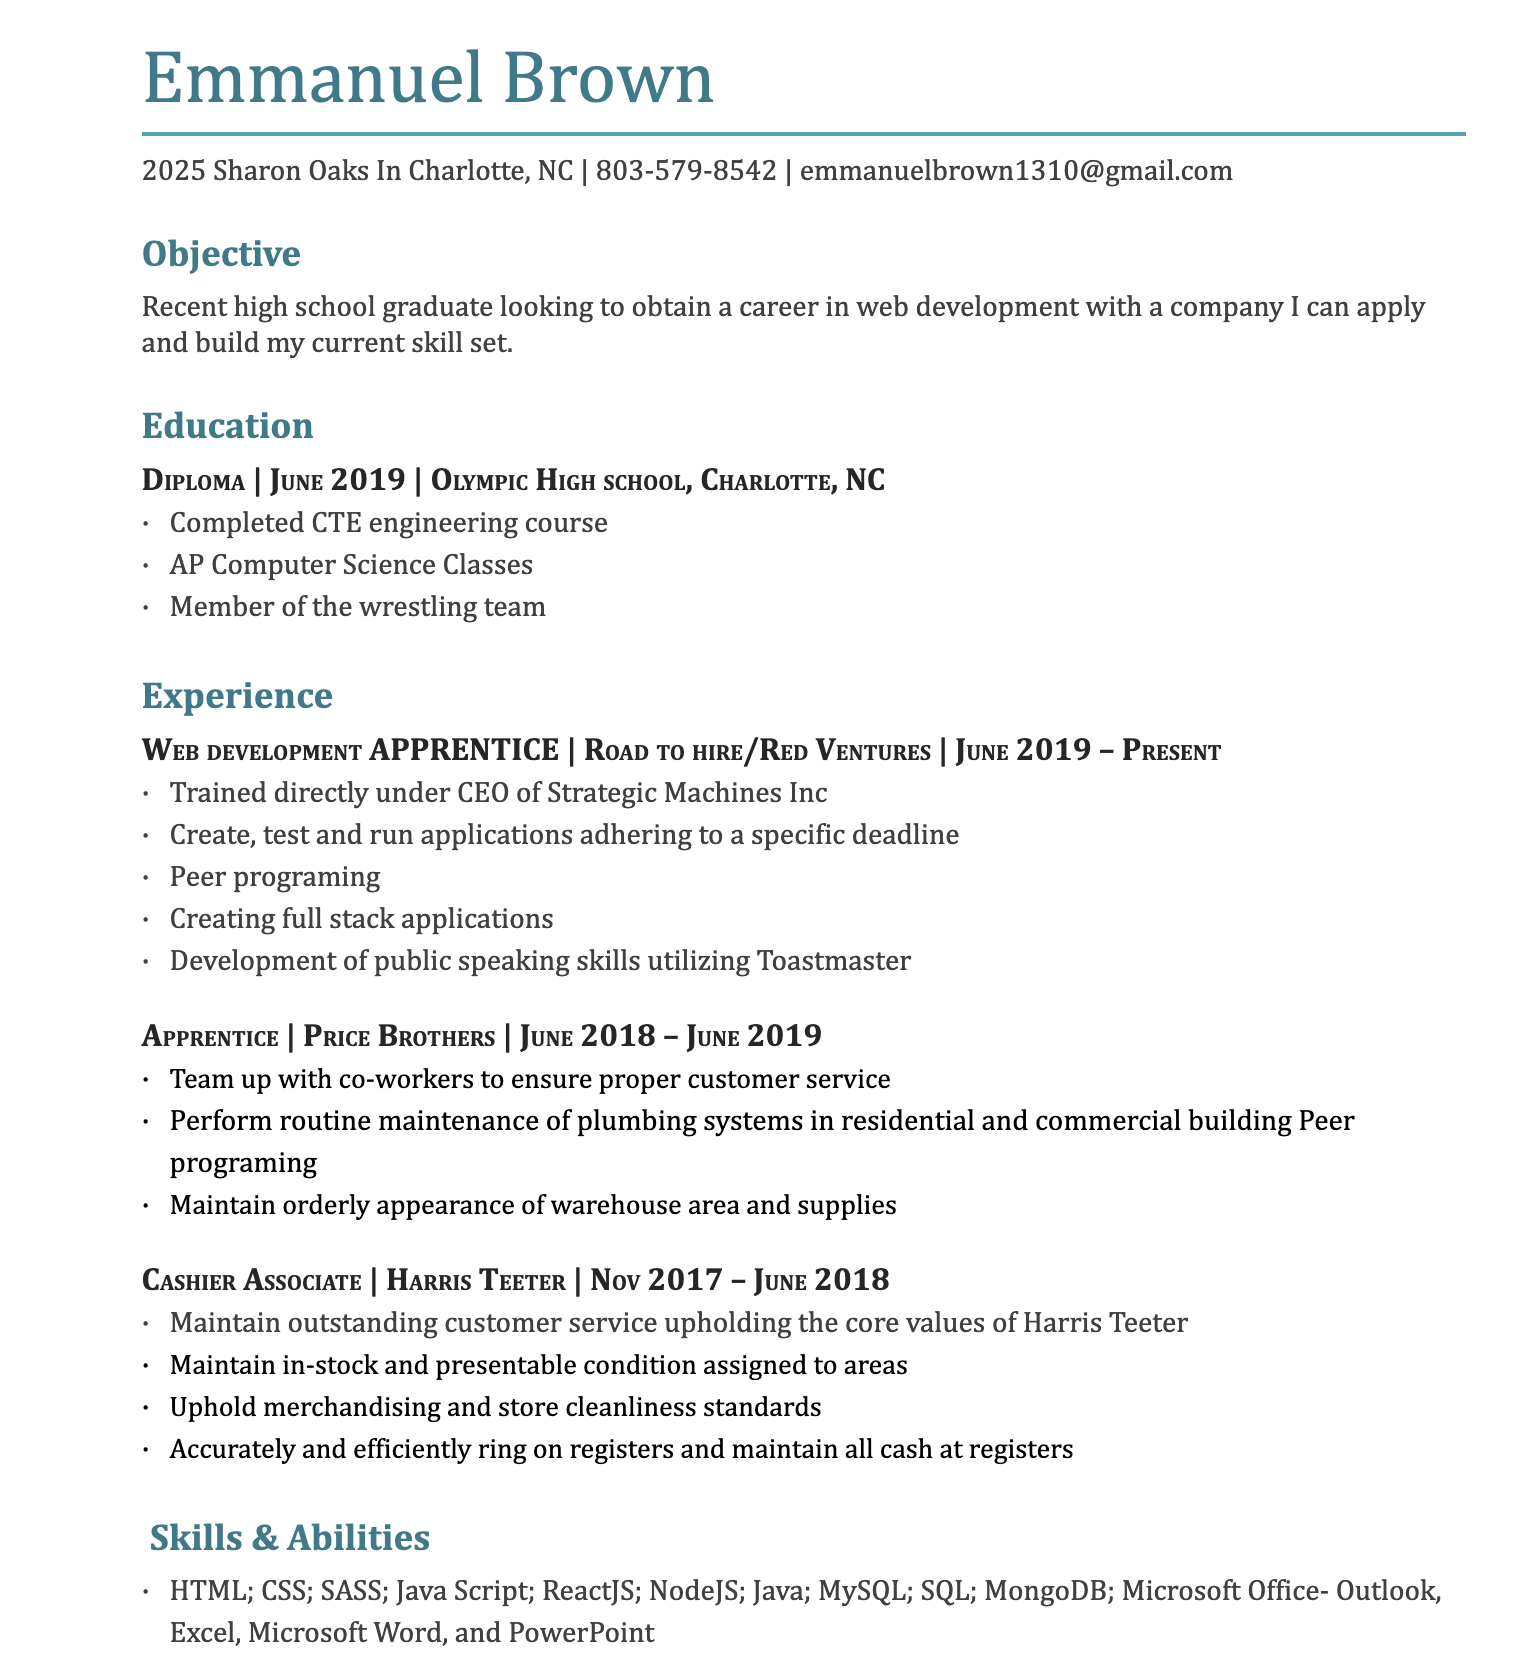 Emmanuel Brown
2025 Sharon Oaks In Charlotte, NC | 803-579-8542 | emmanuelbrown1310@gmail.com
Objective
Recent high school graduate looking to obtain a career in web development with a company I can apply
and build my current skill set.
Education
Diploma | June 2019 | Olympic High school, Charlotte, NC
· Completed CTE engineering course
· AP Computer Science Classes
· Member of the wrestling team
Experience
Web development APPRENTICE | Road to hire/Red Ventures | June 2019 – Present
· Trained directly under CEO of Strategic Machines Inc
· Create, test and run applications adhering to a specific deadline
· Peer programing
· Creating full stack applications
· Development of public speaking skills utilizing Toastmaster
Apprentice | Price Brothers | June 2018 – June 2019
· Team up with co-workers to ensure proper customer service
· Perform routine maintenance of plumbing systems in residential and commercial building Peer
programing
· Maintain orderly appearance of warehouse area and supplies
Cashier Associate | Harris Teeter | Nov 2017 – June 2018
· Maintain outstanding customer service upholding the core values of Harris Teeter
· Maintain in-stock and presentable condition assigned to areas
· Uphold merchandising and store cleanliness standards
· Accurately and efficiently ring on registers and maintain all cash at registers
Skills & Abilities
· HTML; CSS; SASS; Java Script; ReactJS; NodeJS; Java; MySQL; SQL; MongoDB; Microsoft Office- Outlook,
Excel, Microsoft Word, and PowerPoint